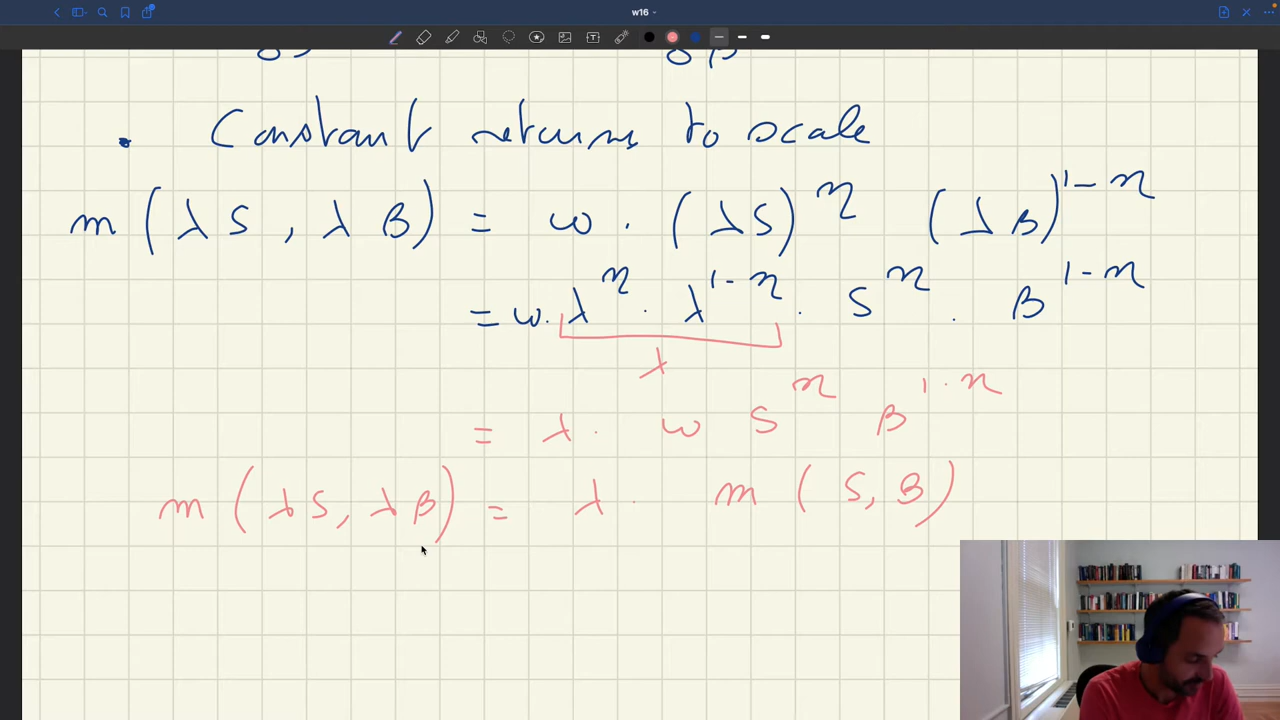 w16
• Constant returns to scale
m (λS, λB) = ω · (λS)^η (λB)^1-η
= ω · λ^η · λ^1-η · S^η · B^1-η
λ
= λ · ω S^η B^1-η
m (λS, λB) = λ · m (S, B)